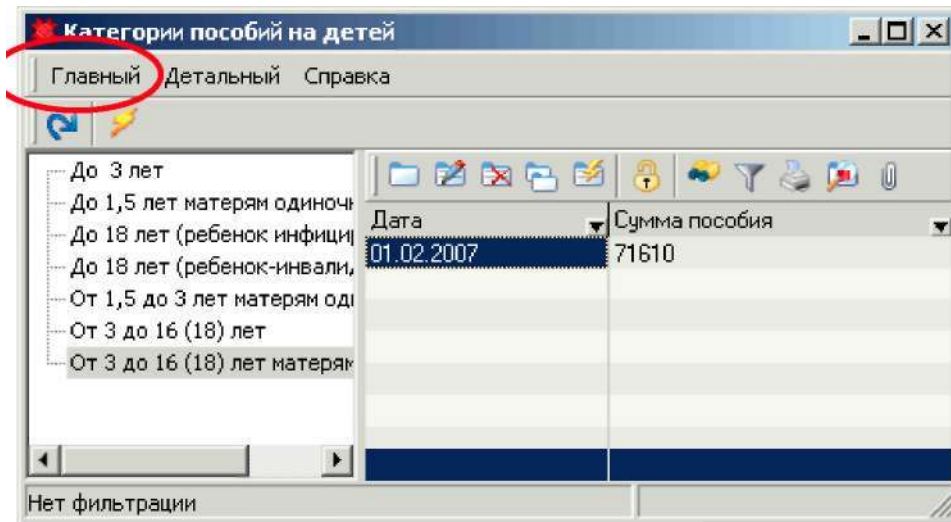 Категории пособий на детей
Главный Детальный Справка
До 3 лет
До 1,5 лет матерям одиноч
До 18 лет (ребенок инфици
До 18 лет (ребенок-инвали,
От 1,5 до 3 лет матерям оди
От 3 до 16 (18) лет
От 3 до 16 (18) лет матерям
Дата Сумма пособия
01.02.2007 71610
Нет фильтрации